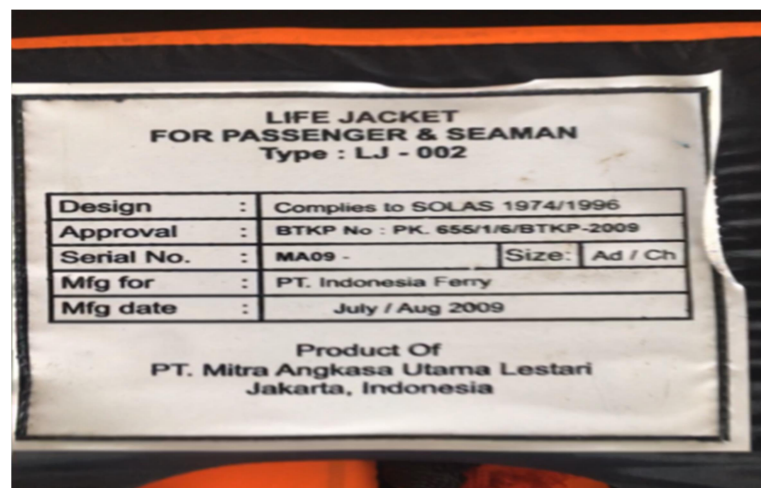 LIFE JACKET
FOR PASSENGER & SEAMAN
Type : LJ - 002
Design : Complies to SOLAS 1974/1996
Approval : BTKP No : PK. 655/1/6/BTKP-2009
Serial No. : MA09 - Size: Ad / Ch
Mfg for : PT. Indonesia Ferry
Mfg date : July / Aug 2009
Product Of
PT. Mitra Angkasa Utama Lestari
Jakarta, Indonesia